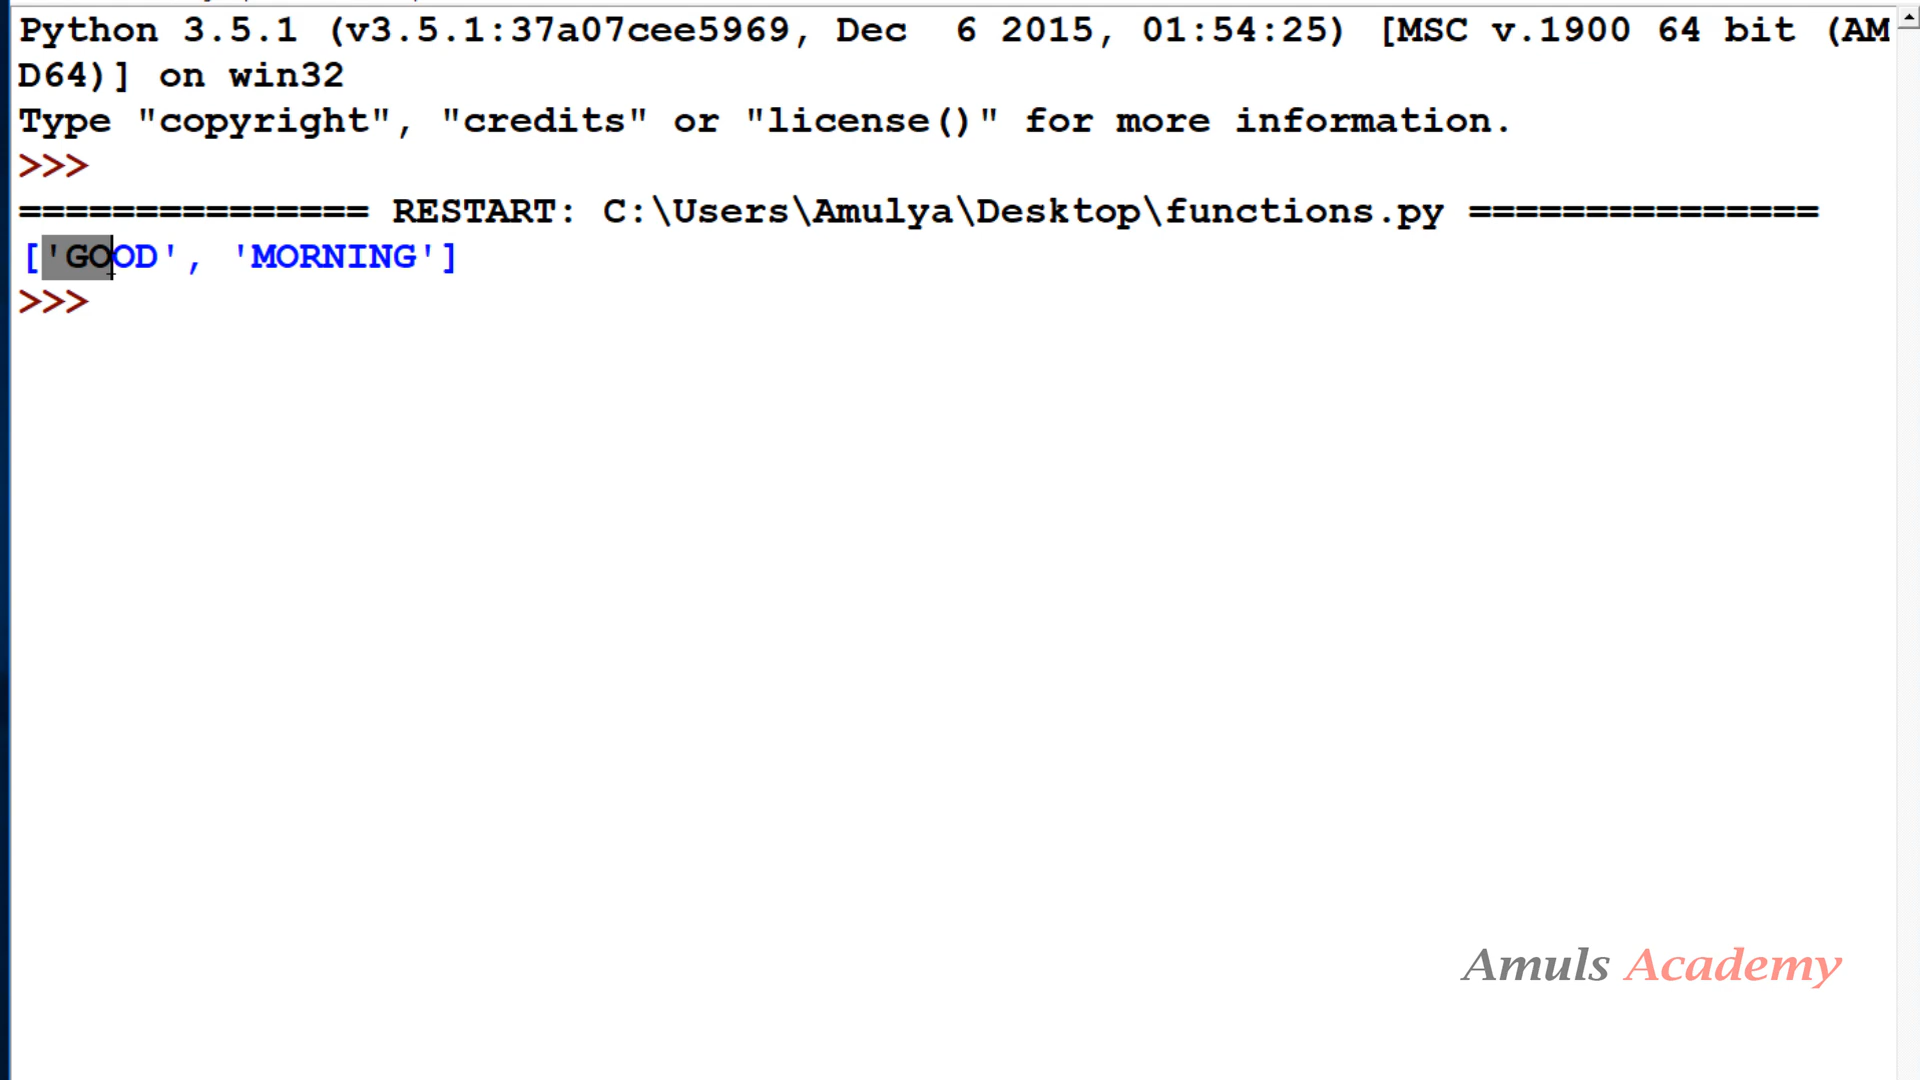 Python 3.5.1 (v3.5.1:37a07cee5969, Dec  6 2015, 01:54:25) [MSC v.1900 64 bit (AM
D64)] on win32
Type "copyright", "credits" or "license()" for more information.
>>>
=============== RESTART: C:\Users\Amulya\Desktop\functions.py ===============
['GOOD', 'MORNING']
>>>
Amuls Academy